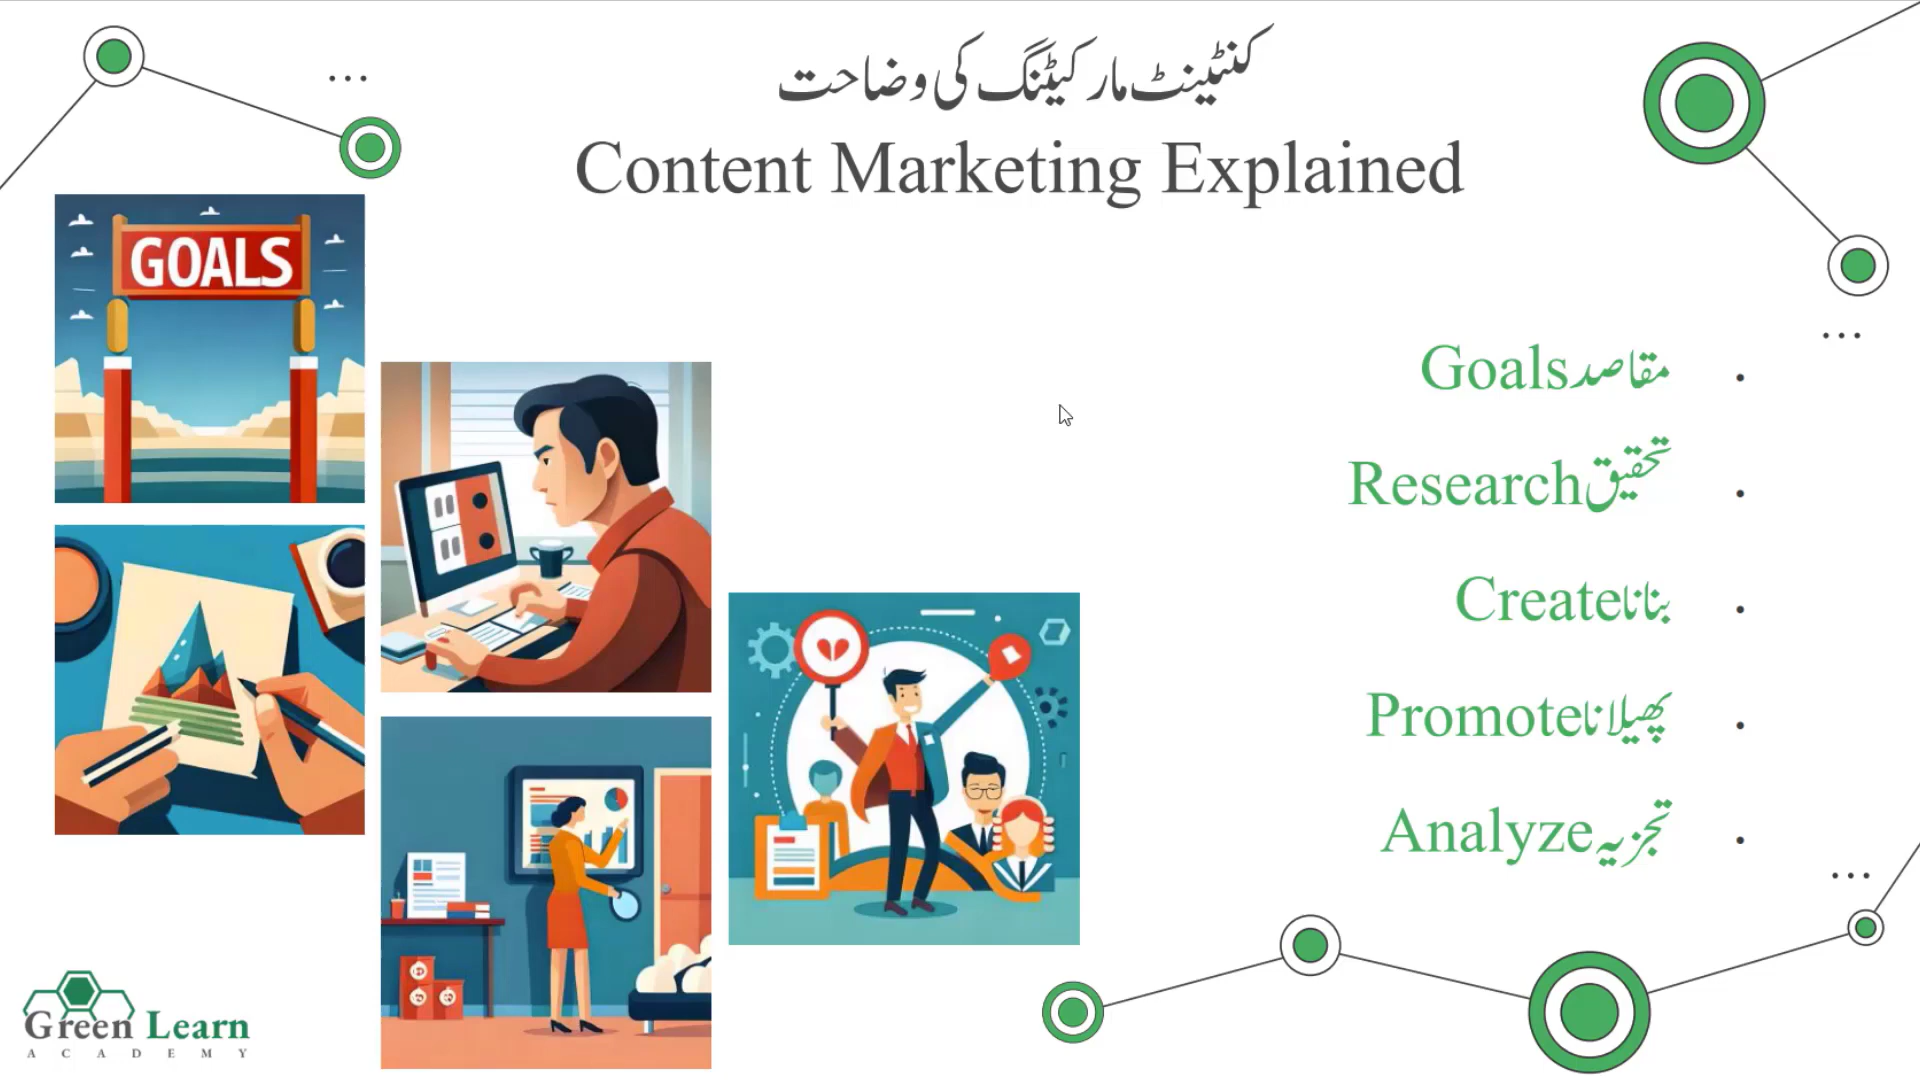 کنٹینٹ مارکیٹنگ کی وضاحت
Content Marketing Explained
GOALS
• مقاصد Goals
• تحقیق Research
• بنانا Create
• پھیلانا Promote
• تجزیہ Analyze
Green Learn
ACADEMY